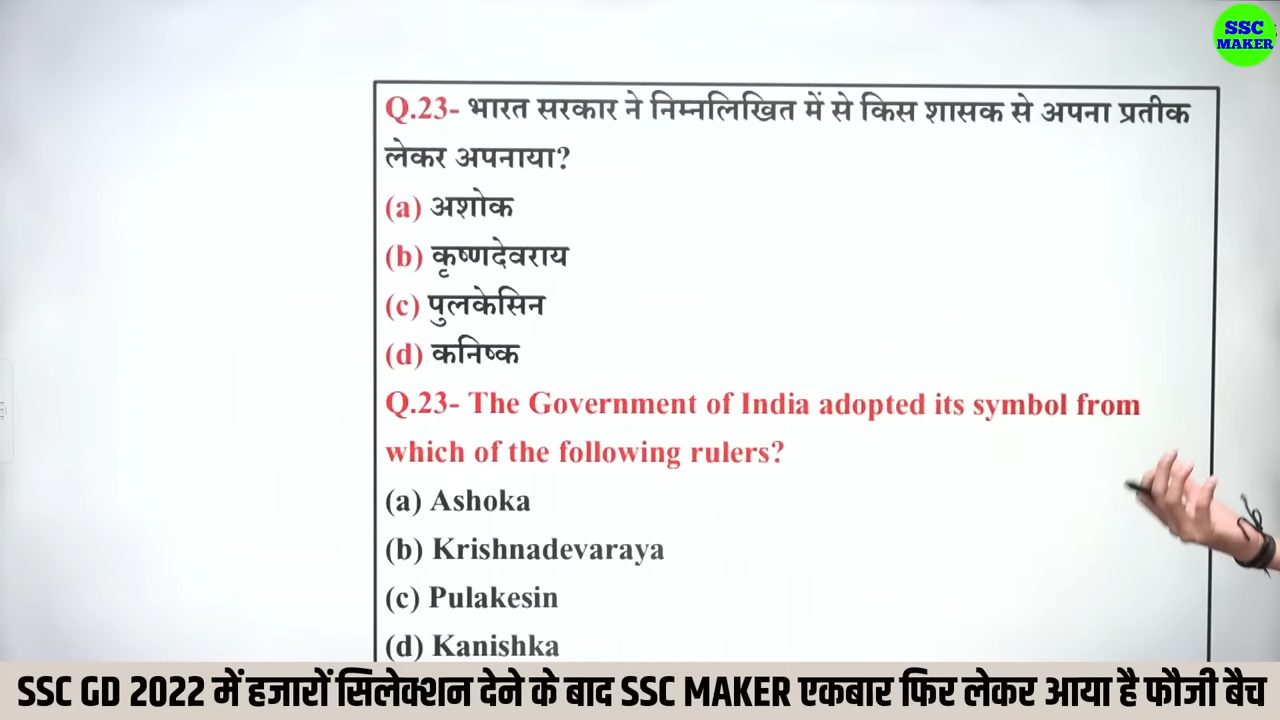 SSC
MAKER
Q.23- भारत सरकार ने निम्नलिखित में से किस शासक से अपना प्रतीक
लेकर अपनाया?
(a) अशोक
(b) कृष्णदेवराय
(c) पुलकेसिन
(d) कनिष्क
Q.23- The Government of India adopted its symbol from
which of the following rulers?
(a) Ashoka
(b) Krishnadevaraya
(c) Pulakesin
(d) Kanishka
SSC GD 2022 में हजारों सिलेक्शन देने के बाद SSC MAKER एकबार फिर लेकर आया है फौजी बैच